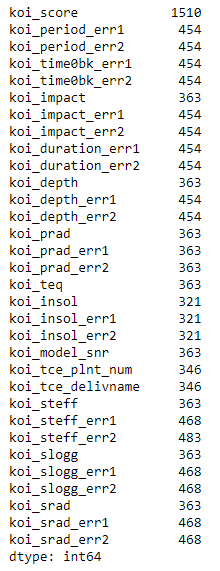 koi_score 1510
koi_period_err1 454
koi_period_err2 454
koi_time0bk_err1 454
koi_time0bk_err2 454
koi_impact 363
koi_impact_err1 454
koi_impact_err2 454
koi_duration_err1 454
koi_duration_err2 454
koi_depth 363
koi_depth_err1 454
koi_depth_err2 454
koi_prad 363
koi_prad_err1 363
koi_prad_err2 363
koi_teq 363
koi_insol 321
koi_insol_err1 321
koi_insol_err2 321
koi_model_snr 363
koi_tce_plnt_num 346
koi_tce_delivname 346
koi_steff 363
koi_steff_err1 468
koi_steff_err2 483
koi_slogg 363
koi_slogg_err1 468
koi_slogg_err2 468
koi_srad 363
koi_srad_err1 468
koi_srad_err2 468
dtype: int64